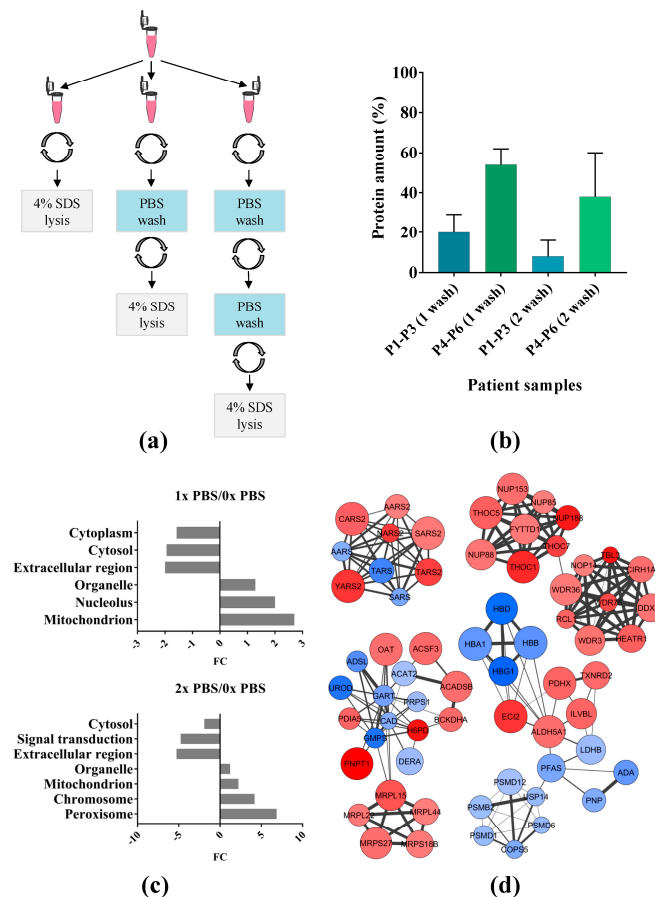 4% SDS
lysis
PBS
wash
PBS
wash
4% SDS
lysis
PBS
wash
4% SDS
lysis
(a)
Protein amount (%)
100
80
60
40
20
0
P1-P3 (1 wash)
P4-P6 (1 wash)
P1-P3 (2 wash)
P4-P6 (2 wash)
Patient samples
(b)
1x PBS/0x PBS
Cytoplasm
Cytosol
Extracellular region
Organelle
Nucleolus
Mitochondrion
-3 -2 -1 0 1 2 3
FC
2x PBS/0x PBS
Cytosol
Signal transduction
Extracellular region
Organelle
Mitochondrion
Chromosome
Peroxisome
-10 -5 0 5 10
FC
(c)
AARS2
CARS2
NARS2
SARS2
AARS
TARS
TARS2
YARS2
SARS
NUP153
NUP85
THOC5
NUP188
FYTTD1
NUP88
THOC7
THOC1
TBL3
NOP14
CIRH1A
WDR36
WDR75
DDX
RCL1
WDR3
HEATR1
HBD
HBA1
HBB
HBG1
OAT
ACSF3
ADSL
ACAT2
UROD
GART
PRPS1
ACADSB
PDIA5
CAD
BCKDHA
GMPS
H6PD
PNPT1
DERA
MRPL15
MRPL22
MRPL44
MRPS27
MRPS18B
TXNRD2
PDHX
ECI2
ILVBL
ALDH5A1
LDHB
PFAS
ADA
PNP
PSMD12
USP14
PSMB2
PSMD1
PSMD6
COPS5
(d)